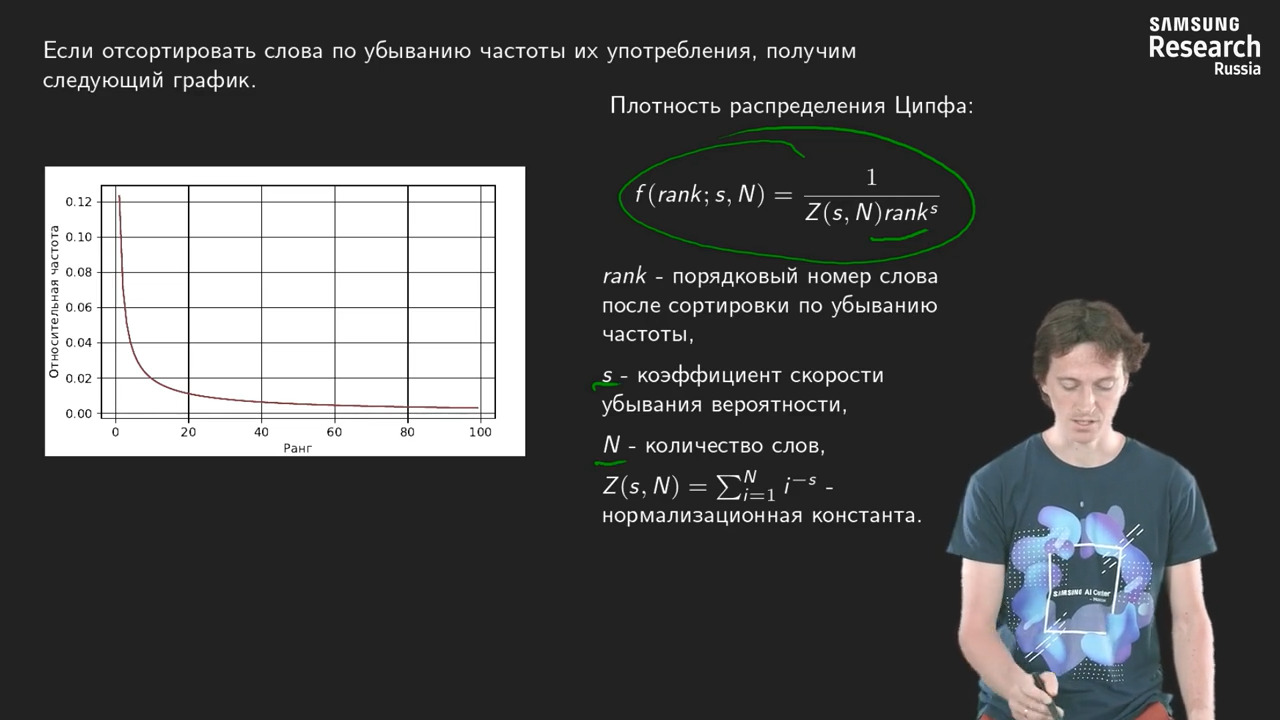 Если отсортировать слова по убыванию частоты их употребления, получим
следующий график.
SAMSUNG
Research
Russia
Плотность распределения Ципфа:
f(rank; s, N) = 1 / Z(s, N)rank^s
rank - порядковый номер слова
после сортировки по убыванию
частоты,
s - коэффициент скорости
убывания вероятности,
N - количество слов,
Z(s, N) = ∑_{i=1}^{N} i^{−s} -
нормализационная константа.
Относительная частота
0.12
0.10
0.08
0.06
0.04
0.02
0.00
0 20 40 60 80 100
Ранг
SAMSUNG AI Center